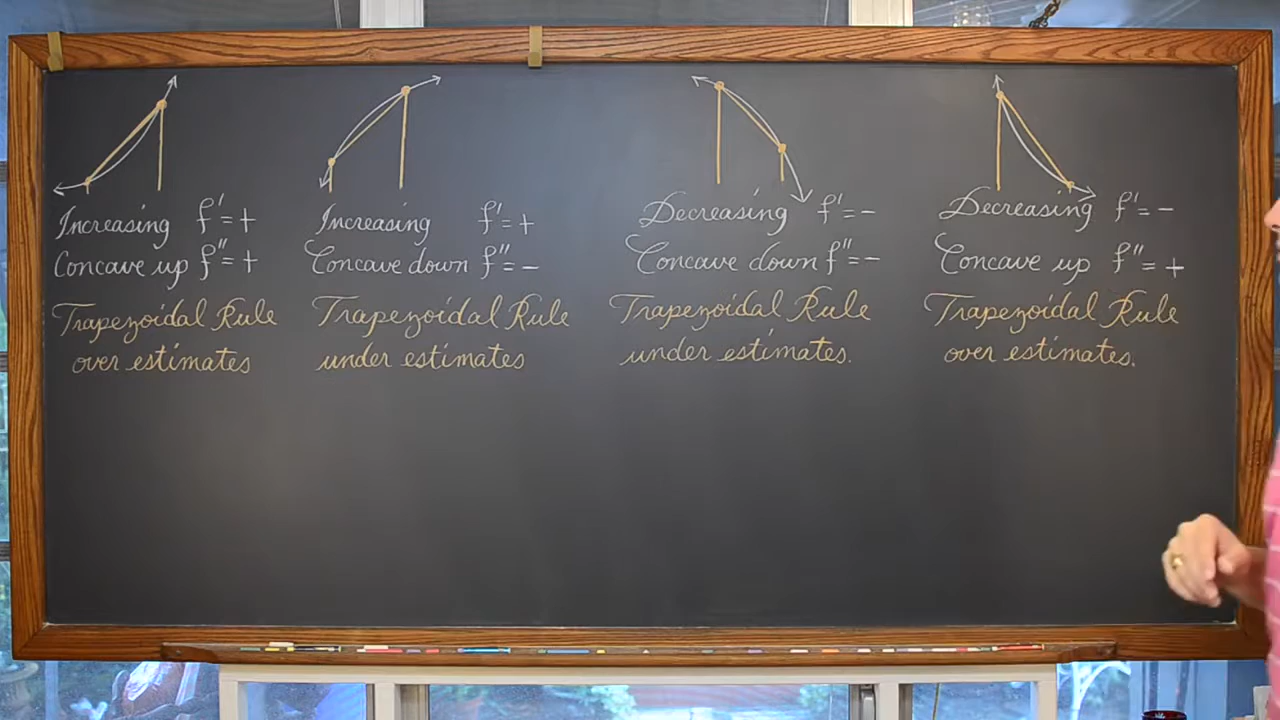 Increasing f' = +
Concave up f'' = +
Trapezoidal Rule
over estimates
Increasing f' = +
Concave down f'' = -
Trapezoidal Rule
under estimates
Decreasing f' = -
Concave down f'' = -
Trapezoidal Rule
under estimates.
Decreasing f' = -
Concave up f'' = +
Trapezoidal Rule
over estimates.